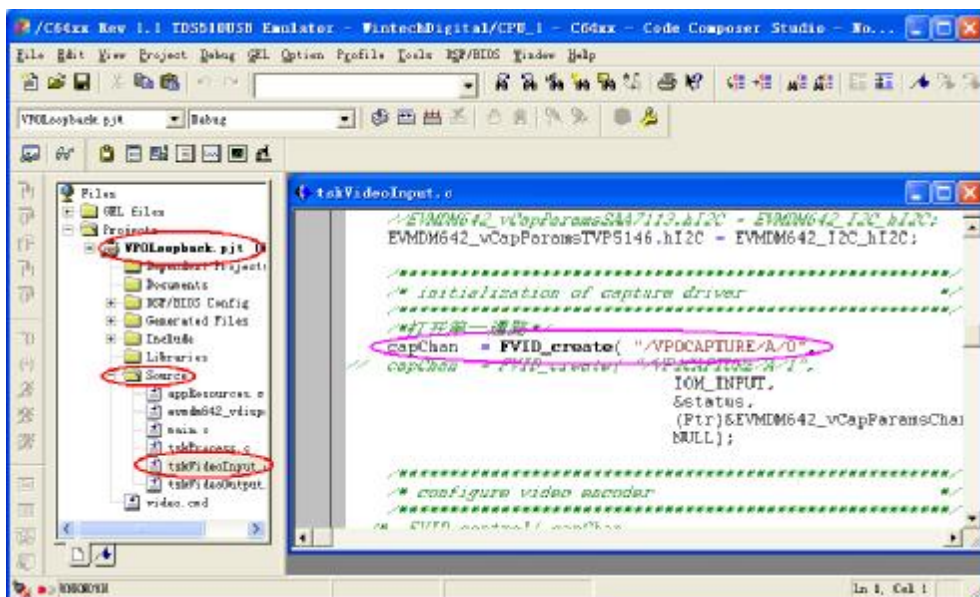 /C64xx Rev 1.1 TDS510USB Emulator - WintechDigital/CPU_1 - C64xx - Code Composer Studio - No...
File Edit View Project Debug GEL Option Profile Tools DSP/BIOS Window Help
VPOLoopback.pjt Debug
Files
GEL files
Projects
VPOLoopback.pjt
Dependent Projects
Documents
DSP/BIOS Config
Generated Files
Include
Libraries
Source
appResources.c
evmdm642_vdisp
main.c
tskProcess.c
tskVideoInput.
tskVideoOutput.
video.cmd
tskVideoInput.c
//EVMDM642_vCapParamsSAA7113.hI2C = EVMDM642_I2C_hI2C;
EVMDM642_vCapParamsTVP5146.hI2C = EVMDM642_I2C_hI2C;
/******************************************************/
/* initialization of capture driver */
/******************************************************/
/*打开第一通路*/
capChan = FVID_create( "/VPOCAPTURE/A/0",
// capChan = FVID_create( "/VPOCAPTURE/A/1",
IOM_INPUT,
&status,
(Ptr)&EVMDM642_vCapParamsChan
NULL);
/******************************************************/
/* configure video encoder */
/******************************************************/
/* FVID_control( capChan
Ln 1, Col 1